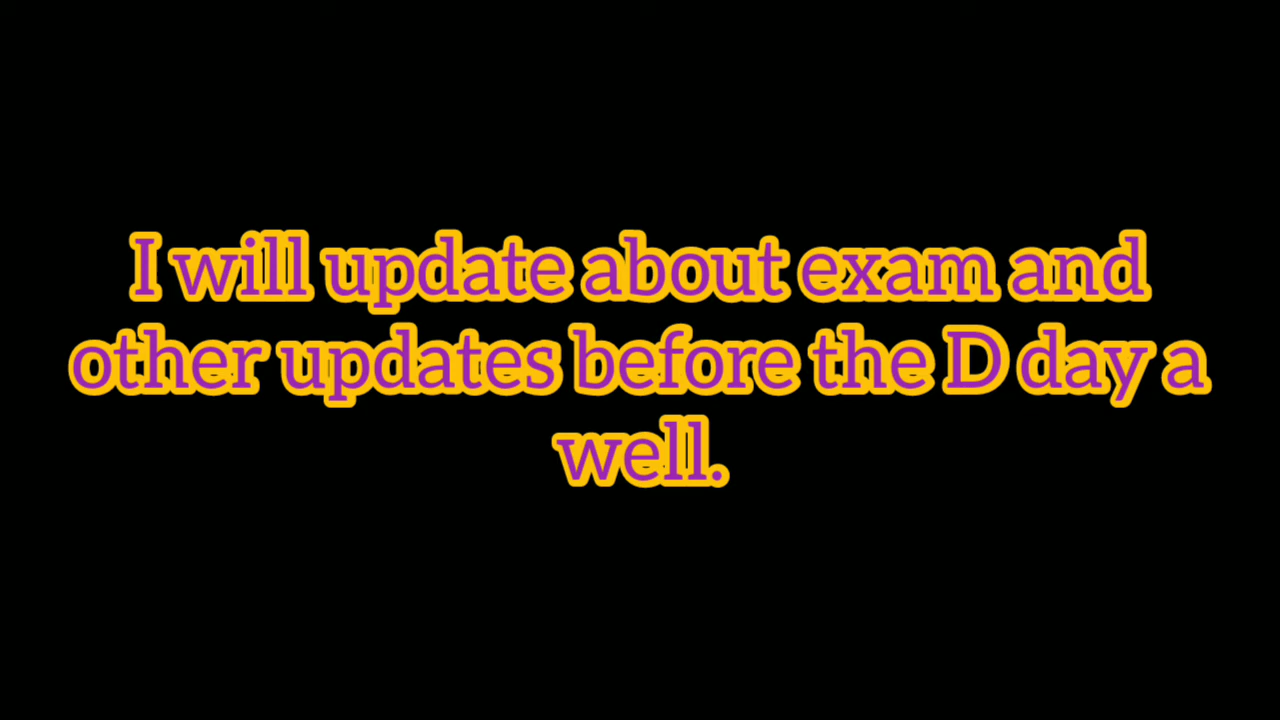 I will update about exam and
other updates before the D day a
well.